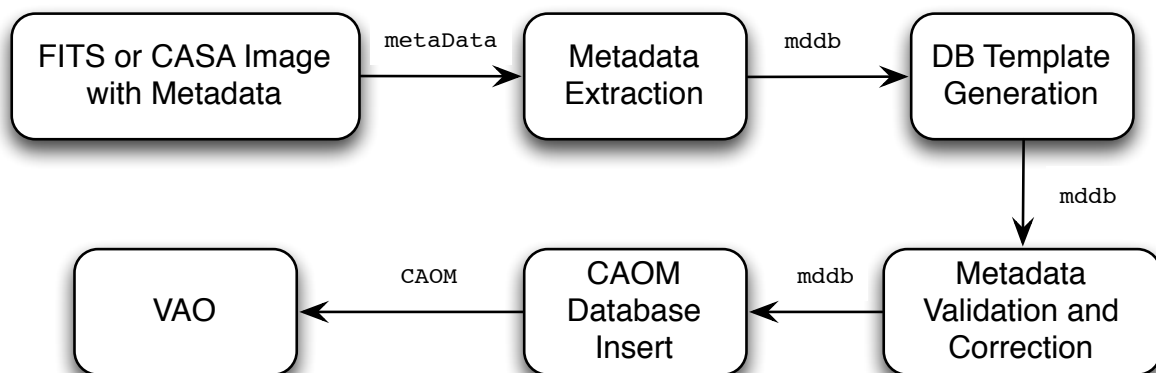 FITS or CASA Image
with Metadata
metaData
Metadata
Extraction
mddb
DB Template
Generation
mddb
Metadata
Validation and
Correction
mddb
CAOM
Database
Insert
CAOM
VAO